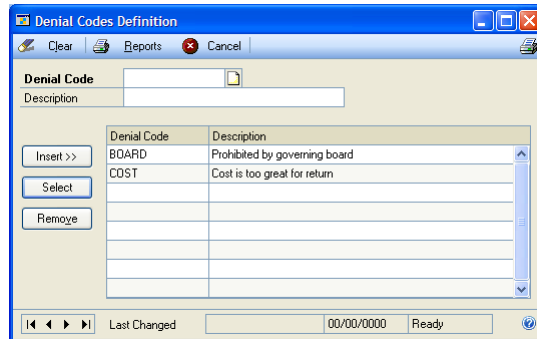 Denial Codes Definition
Clear Reports Cancel
Denial Code
Description
Denial Code Description
Insert >> BOARD Prohibited by governing board
COST Cost is too great for return
Select
Remove
Last Changed 00/00/0000 Ready